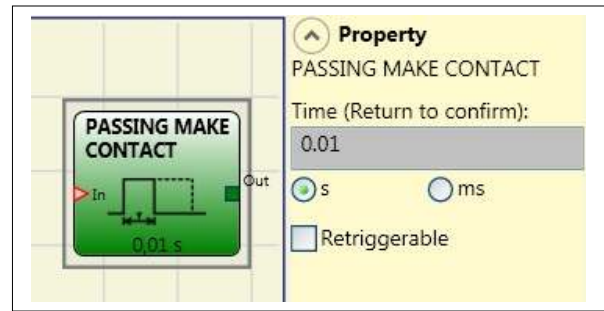 PASSING MAKE
CONTACT
In
Out
0,01 s
Property
PASSING MAKE CONTACT
Time (Return to confirm):
0.01
s
ms
Retriggerable